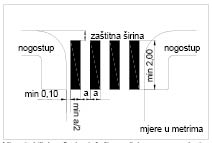 zaštitna širina
nogostup
nogostup
min 2,00
min 0,10
a
a
min a/2
mjere u metrima